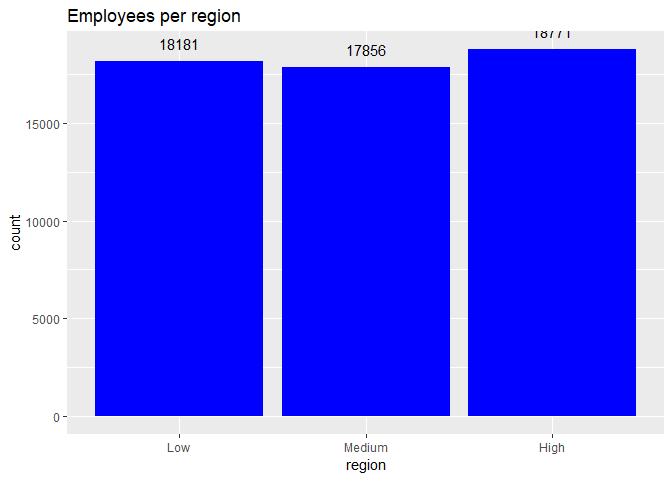 Employees per region
18181
17856
18771
15000
10000
5000
0
count
Low
Medium
High
region